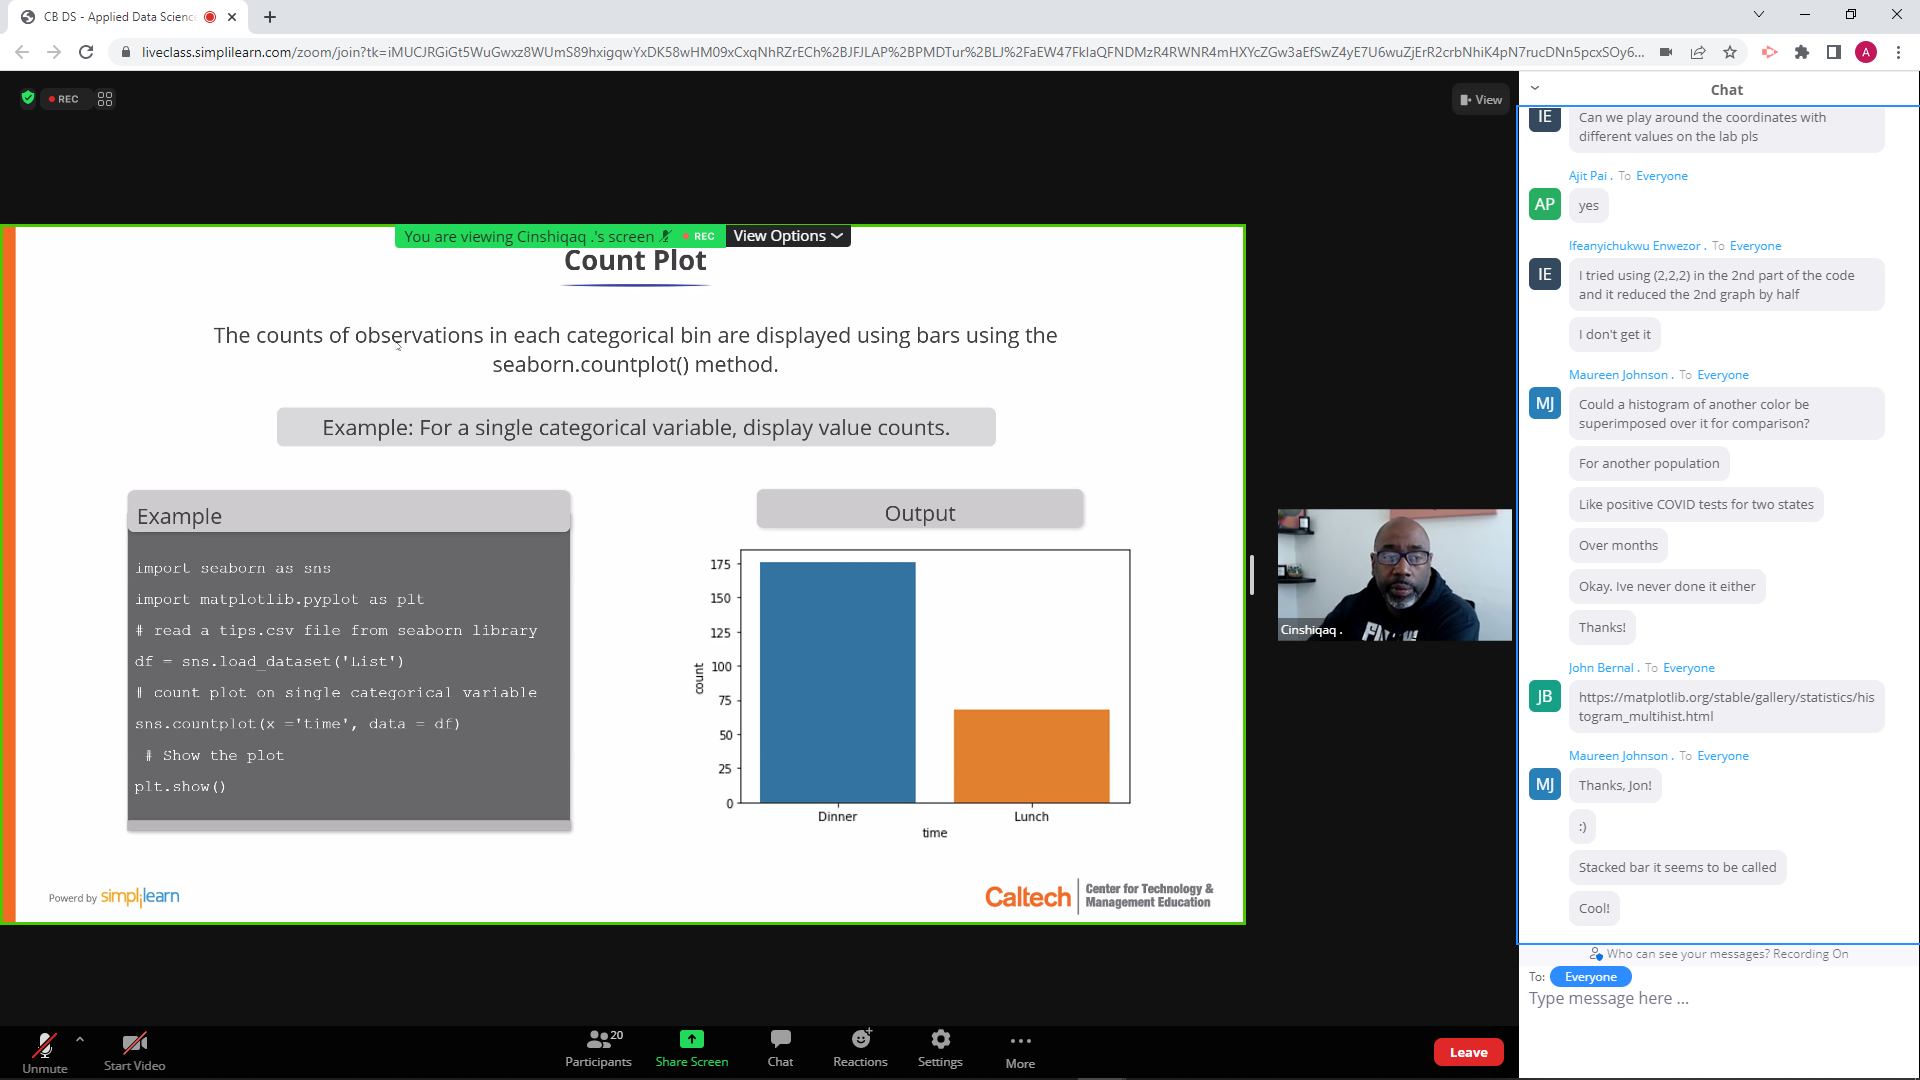 CB DS - Applied Data Scienc
liveclass.simplilearn.com/zoom/join?tk=iMUCJRGiGt5WuGwxz8WUmS89hxigqwYxDK58wHM09xCxqNhRZrECh%2BJFJLAP%2BPMDTur%2BLJ%2FaEW47FklaQFNDMzR4RWNR4mHXYcZGw3aEfSwZ4yE7U6wuZjErR2crbNhiK4pN7rucDNn5pcxSOy6...
A
REC
View
You are viewing Cinshiqaq .'s screen
REC
View Options
Count Plot
The counts of observations in each categorical bin are displayed using bars using the
seaborn.countplot() method.
Example: For a single categorical variable, display value counts.
Example
import seaborn as sns
import matplotlib.pyplot as plt
# read a tips.csv file from seaborn library
df = sns.load_dataset('List')
# count plot on single categorical variable
sns.countplot(x ='time', data = df)
# Show the plot
plt.show()
Output
175
150
125
100
75
50
25
0
count
Dinner
Lunch
time
Powerd by simplilearn
Caltech
Center for Technology &
Management Education
Cinshiqaq .
Chat
IE
Can we play around the coordinates with
different values on the lab pls
Ajit Pai . To Everyone
AP
yes
Ifeanyichukwu Enwezor . To Everyone
IE
I tried using (2,2,2) in the 2nd part of the code
and it reduced the 2nd graph by half
I don't get it
Maureen Johnson . To Everyone
MJ
Could a histogram of another color be
superimposed over it for comparison?
For another population
Like positive COVID tests for two states
Over months
Okay. Ive never done it either
Thanks!
John Bernal . To Everyone
JB
https://matplotlib.org/stable/gallery/statistics/his
togram_multihist.html
Maureen Johnson . To Everyone
MJ
Thanks, Jon!
:)
Stacked bar it seems to be called
Cool!
Who can see your messages? Recording On
To: Everyone
Type message here ...
Unmute
Start Video
20
Participants
Share Screen
Chat
Reactions
Settings
More
Leave